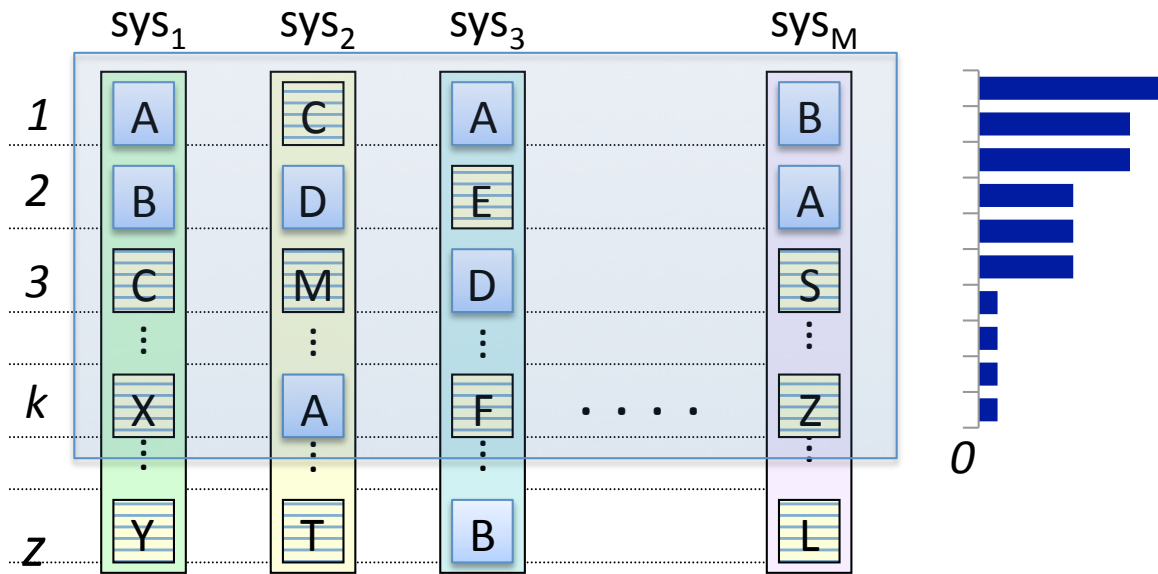 sys1 sys2 sys3 sysM
1 A C A B
2 B D E A
3 C M D S
k X A F . . . . Z
0
z Y T B L